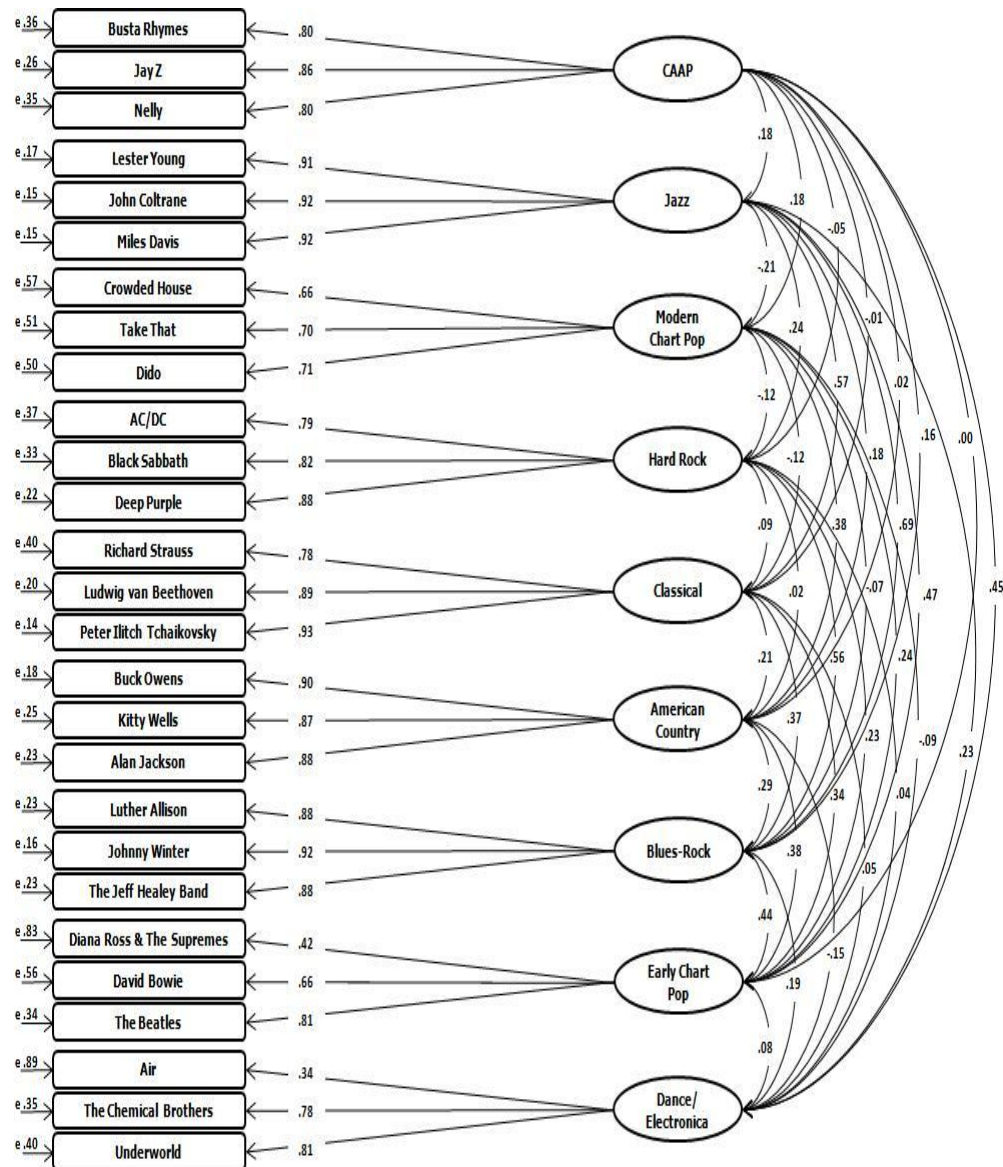 e .36 Busta Rhymes .80
CAAP
e .26 Jay Z .86
e .35 Nelly .80
.18
e .17 Lester Young .91
.18
-.05
Jazz
e .15 John Coltrane .92
e .15 Miles Davis .92
-.21
e .57 Crowded House .66
Modern
Chart Pop
.24
-.01
e .51 Take That .70
e .50 Dido .71
.57
.02
-.12
e .37 AC/DC .79
.16
.00
Hard Rock
-.12
.18
e .33 Black Sabbath .82
e .22 Deep Purple .88
.09
.38
.69
e .40 Richard Strauss .78
Classical
.02
-.07
.47
.45
e .20 Ludwig van Beethoven .89
e .14 Peter Ilitch Tchaikovsky .93
.21
.56
.24
e .18 Buck Owens .90
American
Country
.37
.23
-.09
.23
e .25 Kitty Wells .87
e .23 Alan Jackson .88
.29
.34
.04
e .23 Luther Allison .88
Blues-Rock
.38
.05
e .16 Johnny Winter .92
e .23 The Jeff Healey Band .88
.44
-.15
e .83 Diana Ross & The Supremes .42
Early Chart
Pop
.19
e .56 David Bowie .66
e .34 The Beatles .81
.08
e .89 Air .34
Dance/
Electronica
e .35 The Chemical Brothers .78
e .40 Underworld .81